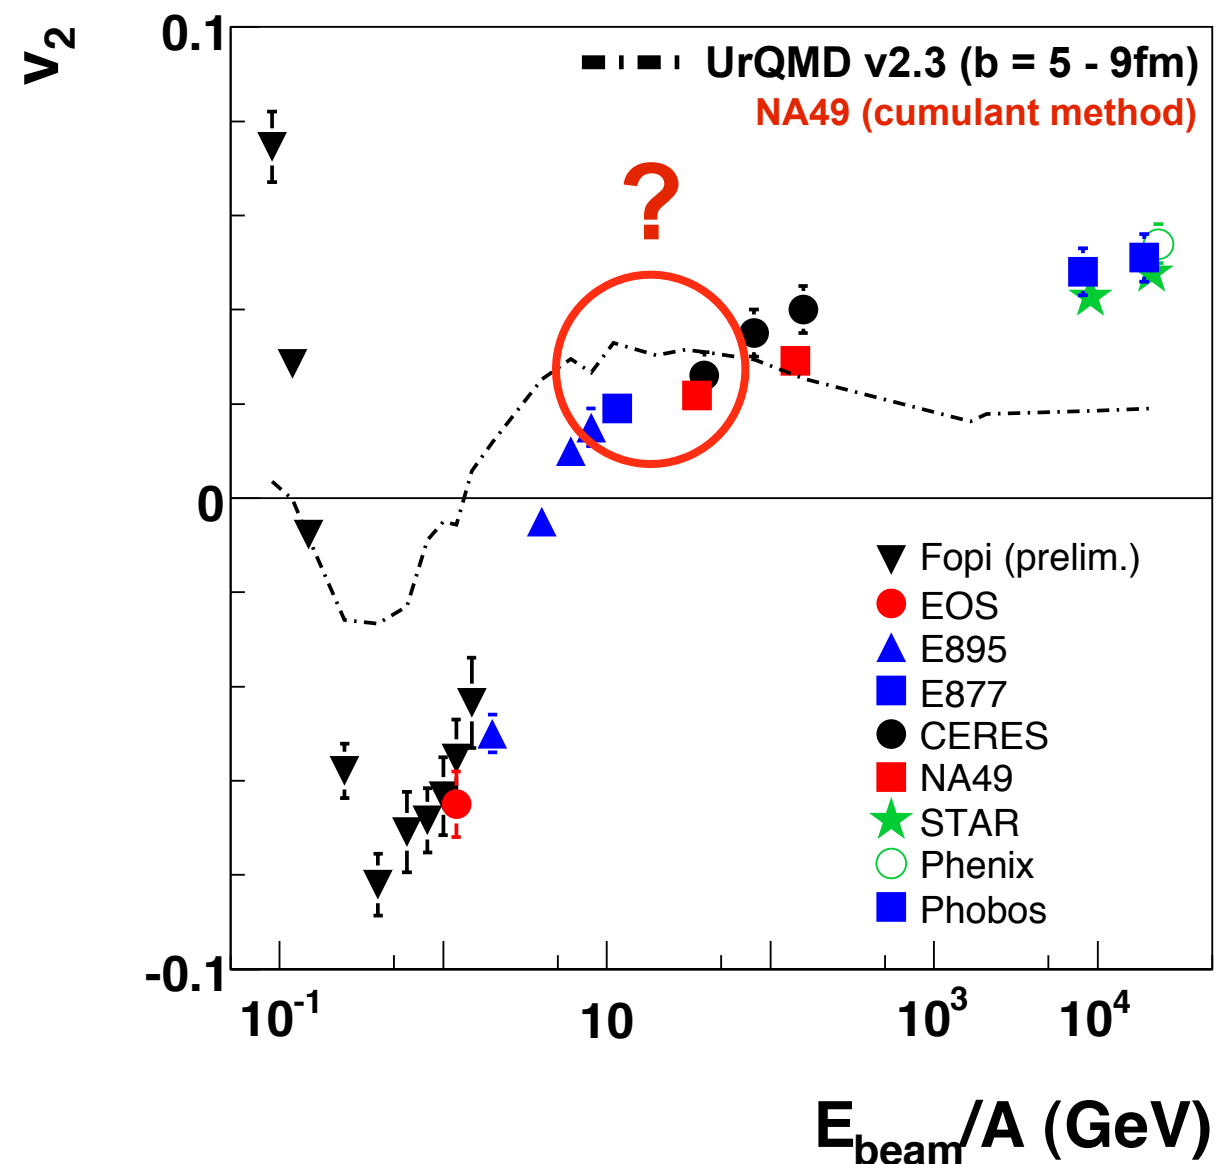 v₂
0.1
UrQMD v2.3 (b = 5 - 9fm)
NA49 (cumulant method)
?
0
Fopi (prelim.)
EOS
E895
E877
CERES
NA49
STAR
Phenix
Phobos
-0.1
10⁻¹ 10 10³ 10⁴
E_beam/A (GeV)